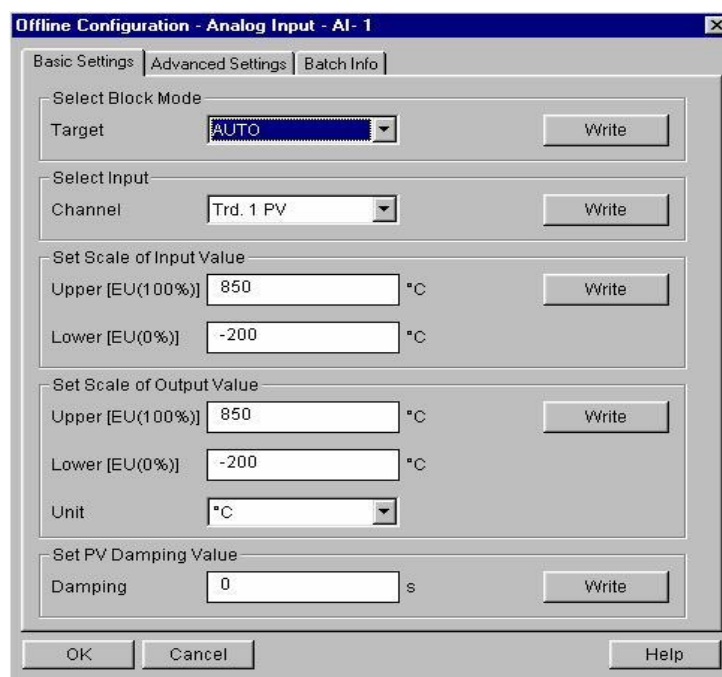 Offline Configuration - Analog Input - AI- 1
Basic Settings Advanced Settings Batch Info
Select Block Mode
Target AUTO Write
Select Input
Channel Trd. 1 PV Write
Set Scale of Input Value
Upper [EU(100%)] 850 °C Write
Lower [EU(0%)] -200 °C
Set Scale of Output Value
Upper [EU(100%)] 850 °C Write
Lower [EU(0%)] -200 °C
Unit °C
Set PV Damping Value
Damping 0 s Write
OK Cancel Help